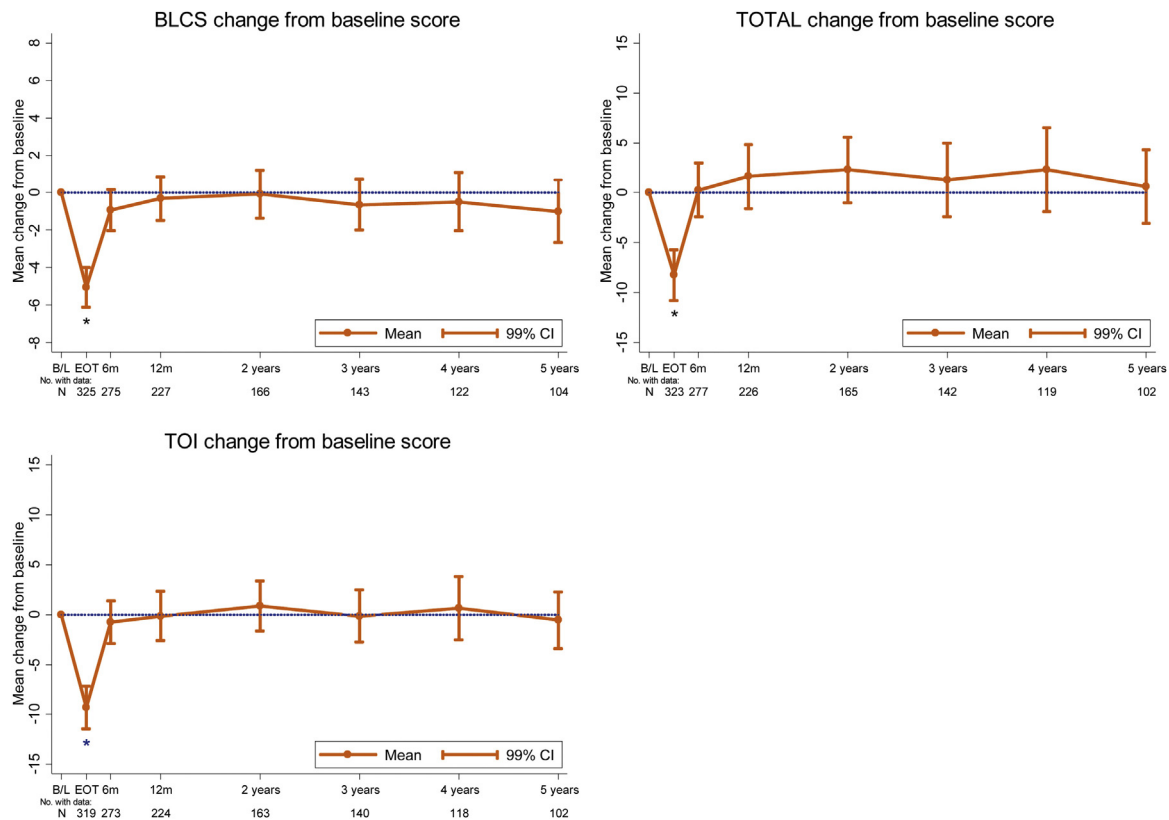 BLCS change from baseline score
Mean change from baseline
8
6
4
2
0
-2
-4
-6
-8
*
Mean 99% CI
B/L EOT 6m 12m 2 years 3 years 4 years 5 years
No. with data:
N 325 275 227 166 143 122 104
TOTAL change from baseline score
Mean change from baseline
15
10
5
0
-5
-10
-15
*
Mean 99% CI
B/L EOT 6m 12m 2 years 3 years 4 years 5 years
No. with data:
N 323 277 226 165 142 119 102
TOI change from baseline score
Mean change from baseline
15
10
5
0
-5
-10
-15
*
Mean 99% CI
B/L EOT 6m 12m 2 years 3 years 4 years 5 years
No. with data:
N 319 273 224 163 140 118 102